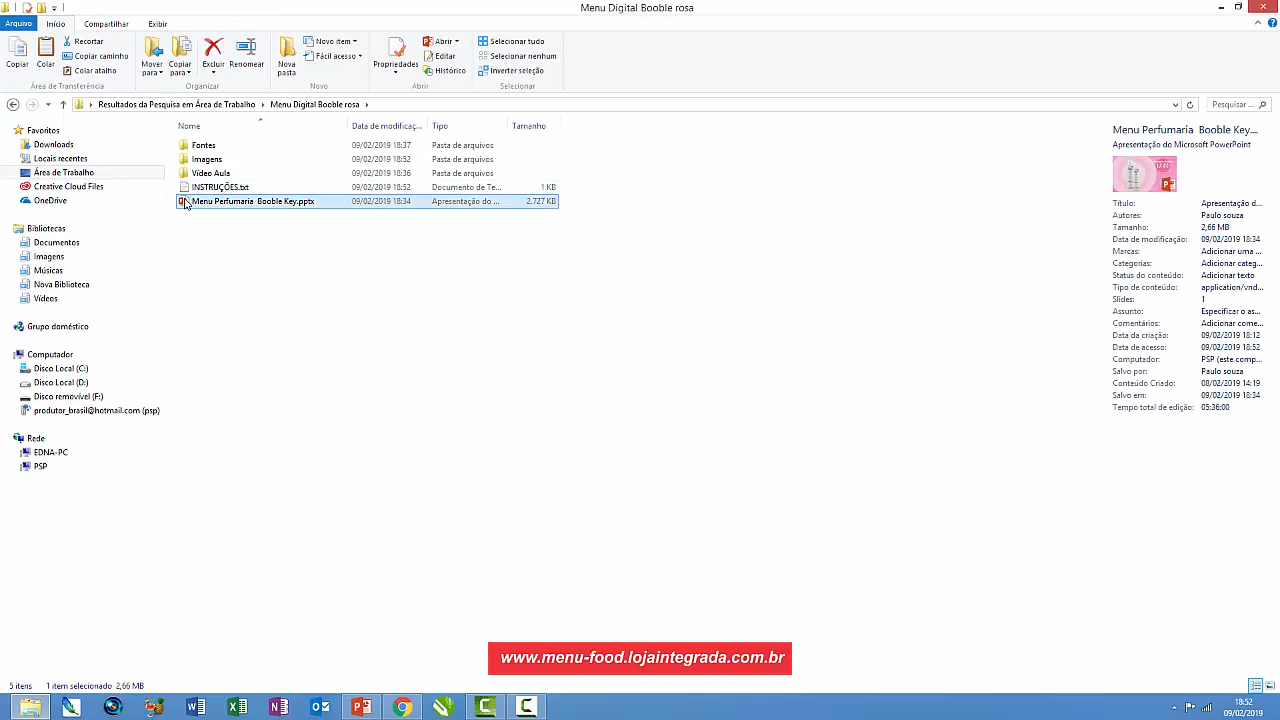 Menu Digital Booble rosa
Arquivo Início Compartilhar Exibir
Copiar Colar Recortar Copiar caminho Colar atalho
Área de Transferência
Mover para Copiar para Excluir Renomear
Organizar
Nova pasta Novo item Fácil acesso
Novo
Propriedades Abrir Editar Histórico
Abrir
Selecionar tudo Selecionar nenhum Inverter seleção
Selecionar
Resultados da Pesquisa em Área de Trabalho Menu Digital Booble rosa
Pesquisar ...
Favoritos
Downloads
Locais recentes
Área de Trabalho
Creative Cloud Files
OneDrive
Bibliotecas
Documentos
Imagens
Músicas
Nova Biblioteca
Vídeos
Grupo doméstico
Computador
Disco Local (C:)
Disco Local (D:)
Disco removível (F:)
produtor_brasil@hotmail.com (psp)
Rede
EDNA-PC
PSP
Nome Data de modificaç... Tipo Tamanho
Fontes 09/02/2019 18:37 Pasta de arquivos
Imagens 09/02/2019 18:52 Pasta de arquivos
Vídeo Aula 09/02/2019 18:36 Pasta de arquivos
INSTRUÇÕES.txt 09/02/2019 18:52 Documento de Te... 1 KB
Menu Perfumaria Booble Key.pptx 09/02/2019 18:34 Apresentação do ... 2.727 KB
Menu Perfumaria Booble Key....
Apresentação do Microsoft PowerPoint
Título: Apresentação d...
Autores: Paulo souza
Tamanho: 2,66 MB
Data de modificação: 09/02/2019 18:34
Marcas: Adicionar uma ...
Categorias: Adicionar categ...
Status do conteúdo: Adicionar texto
Tipo de conteúdo: application/vnd...
Slides: 1
Assunto: Especificar o as...
Comentários: Adicionar come...
Data da criação: 09/02/2019 18:12
Data de acesso: 09/02/2019 18:52
Computador: PSP (este comp...
Salvo por: Paulo souza
Conteúdo Criado: 08/02/2019 14:19
Salvo em: 09/02/2019 18:34
Tempo total de edição: 05:36:00
www.menu-food.lojaintegrada.com.br
5 itens 1 item selecionado 2,66 MB
18:52
09/02/2019